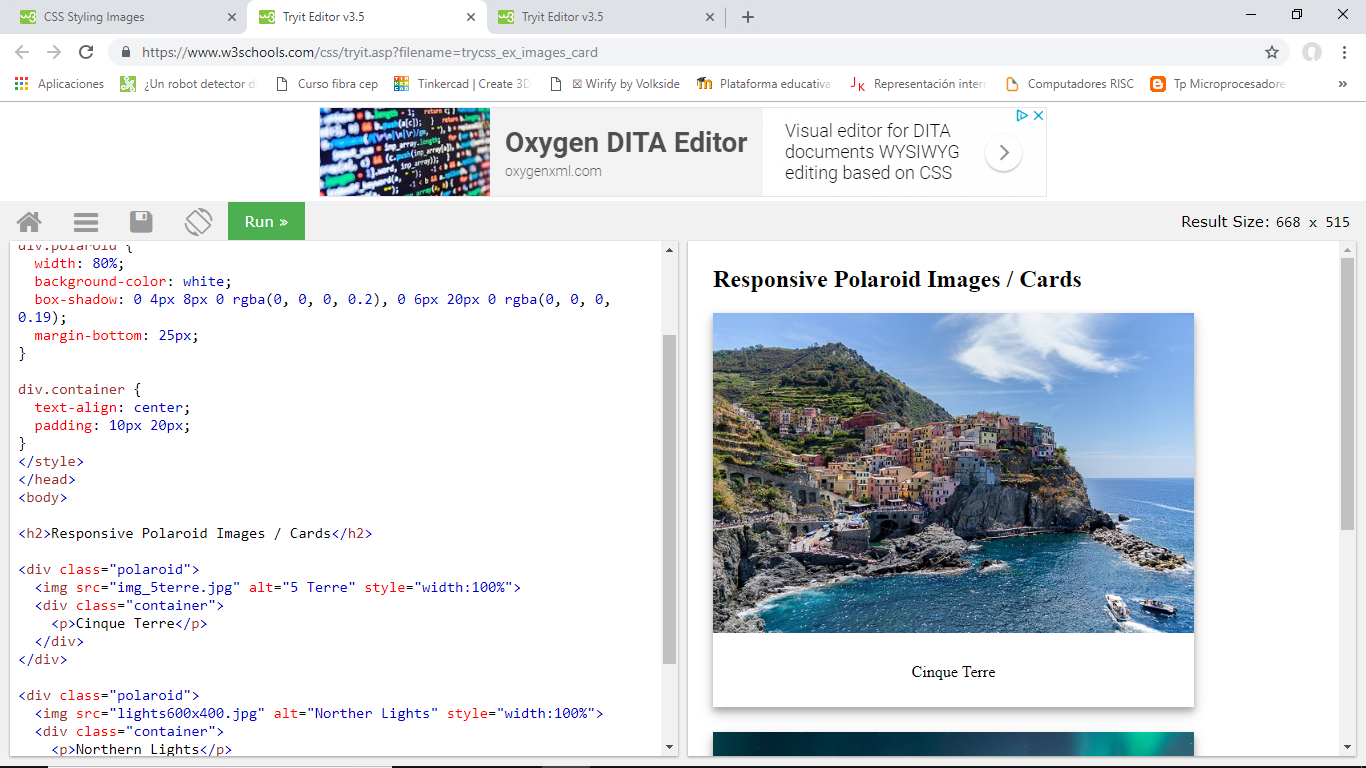 CSS Styling Images
Tryit Editor v3.5
Tryit Editor v3.5
https://www.w3schools.com/css/tryit.asp?filename=trycss_ex_images_card
Aplicaciones
¿Un robot detector d
Curso fibra cep
Tinkercad | Create 3D
Wirify by Volkside
Plataforma educativa
Representación intern
Computadores RISC
Tp Microprocesadore
Oxygen DITA Editor
oxygenxml.com
Visual editor for DITA
documents WYSIWYG
editing based on CSS
Run »
Result Size: 668 x 515
div.polaroid {
  width: 80%;
  background-color: white;
  box-shadow: 0 4px 8px 0 rgba(0, 0, 0, 0.2), 0 6px 20px 0 rgba(0, 0, 0,
0.19);
  margin-bottom: 25px;
}
div.container {
  text-align: center;
  padding: 10px 20px;
}
</style>
</head>
<body>
<h2>Responsive Polaroid Images / Cards</h2>
<div class="polaroid">
  <img src="img_5terre.jpg" alt="5 Terre" style="width:100%">
  <div class="container">
    <p>Cinque Terre</p>
  </div>
</div>
<div class="polaroid">
  <img src="lights600x400.jpg" alt="Norther Lights" style="width:100%">
  <div class="container">
    <p>Northern Lights</p>
Responsive Polaroid Images / Cards
Cinque Terre